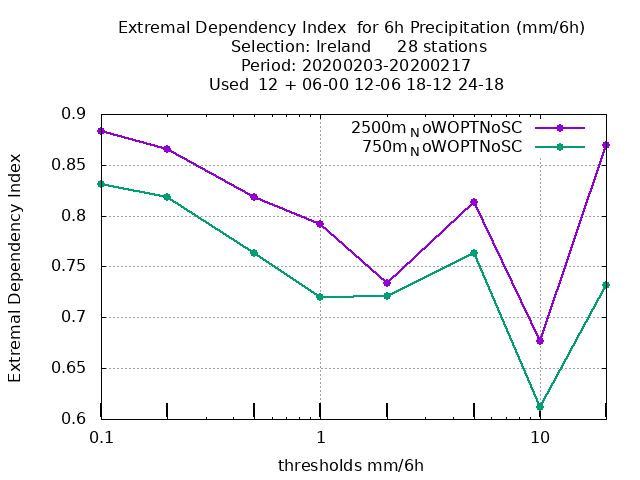 Extremal Dependency Index  for 6h Precipitation (mm/6h)
Selection: Ireland     28 stations
Period: 20200203-20200217
Used  12 + 06-00 12-06 18-12 24-18
2500m_NoWOPTNoSC
750m_NoWOPTNoSC
0.9
0.85
0.8
0.75
0.7
0.65
0.6
Extremal Dependency Index
0.1 1 10
thresholds mm/6h